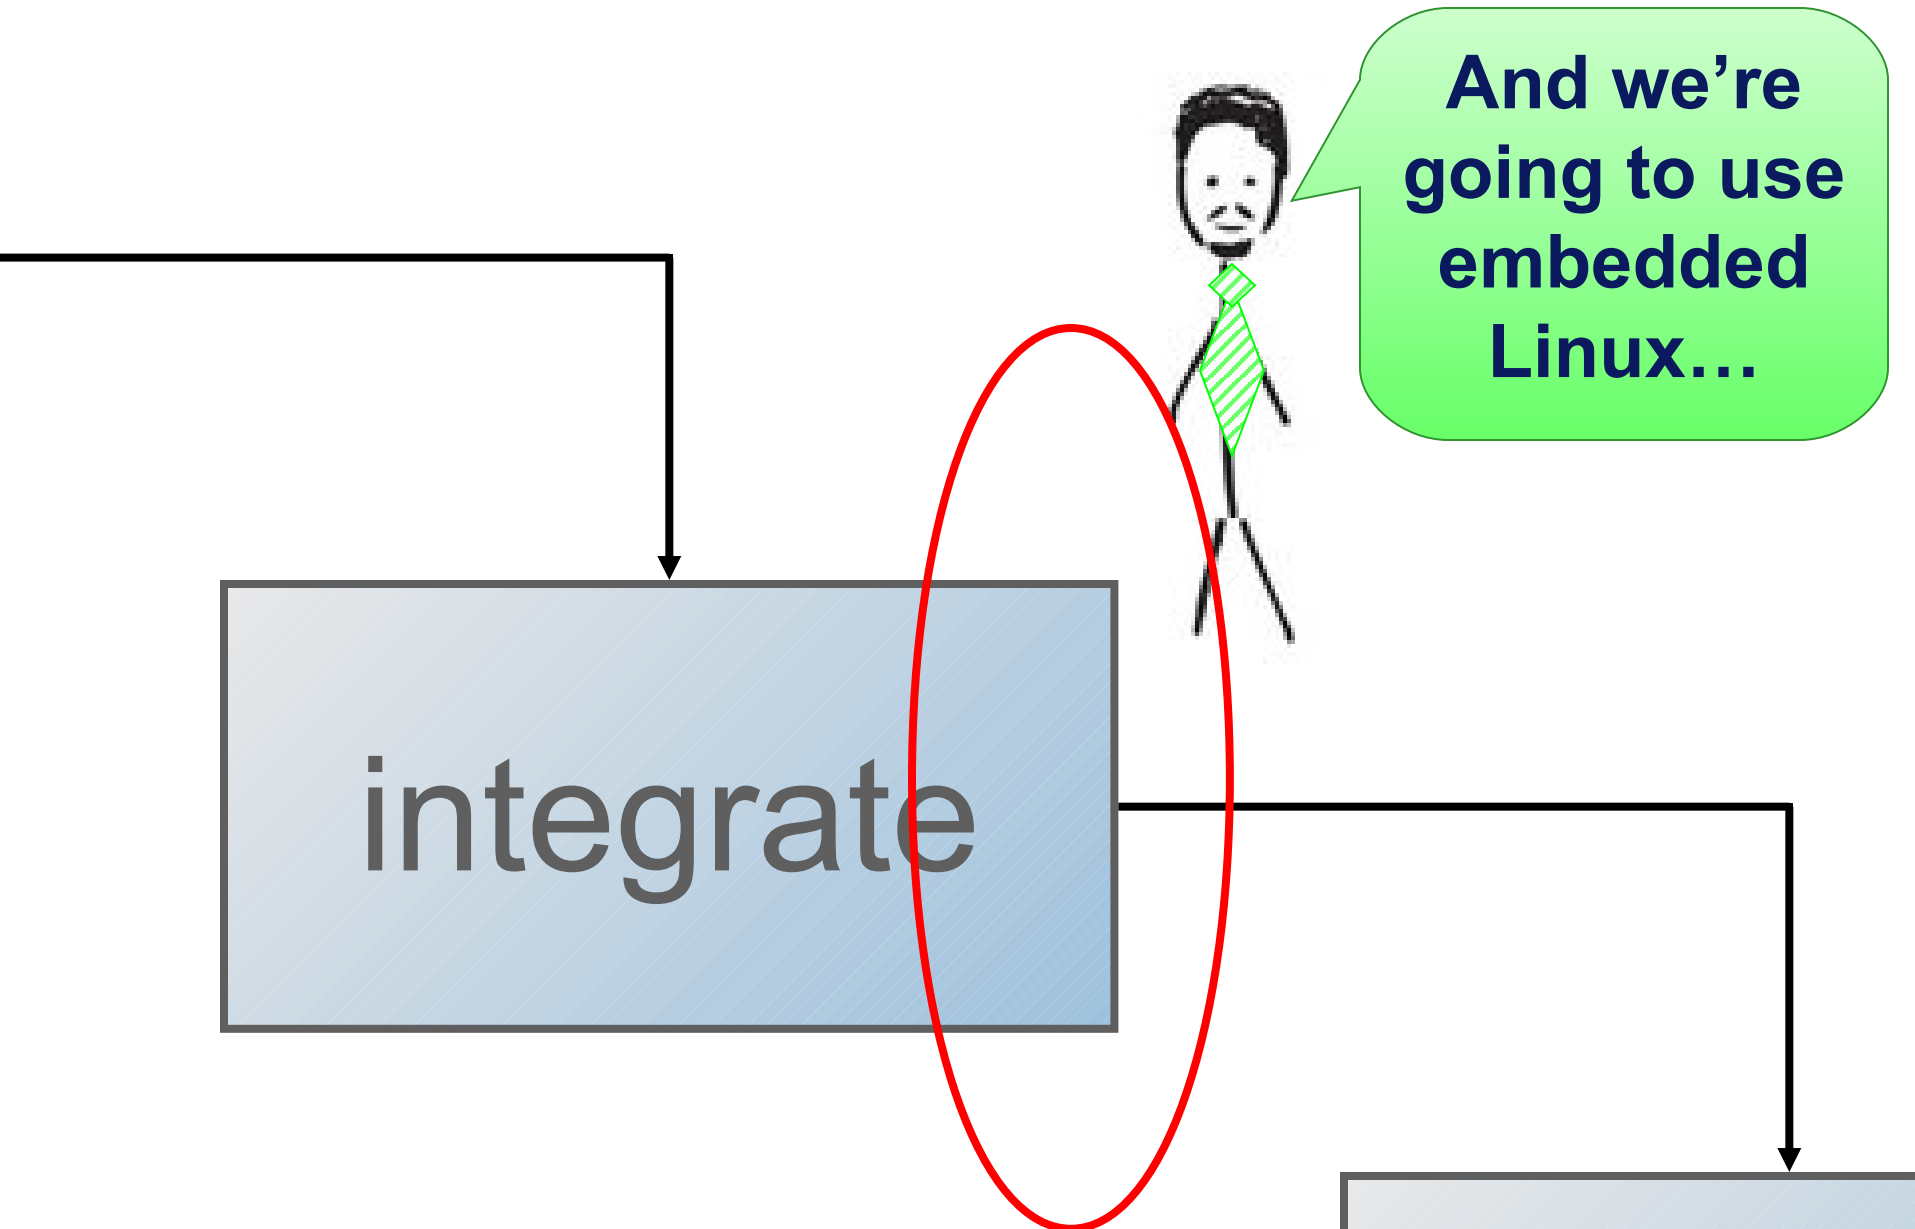 And we’re
going to use
embedded
Linux…
integrate